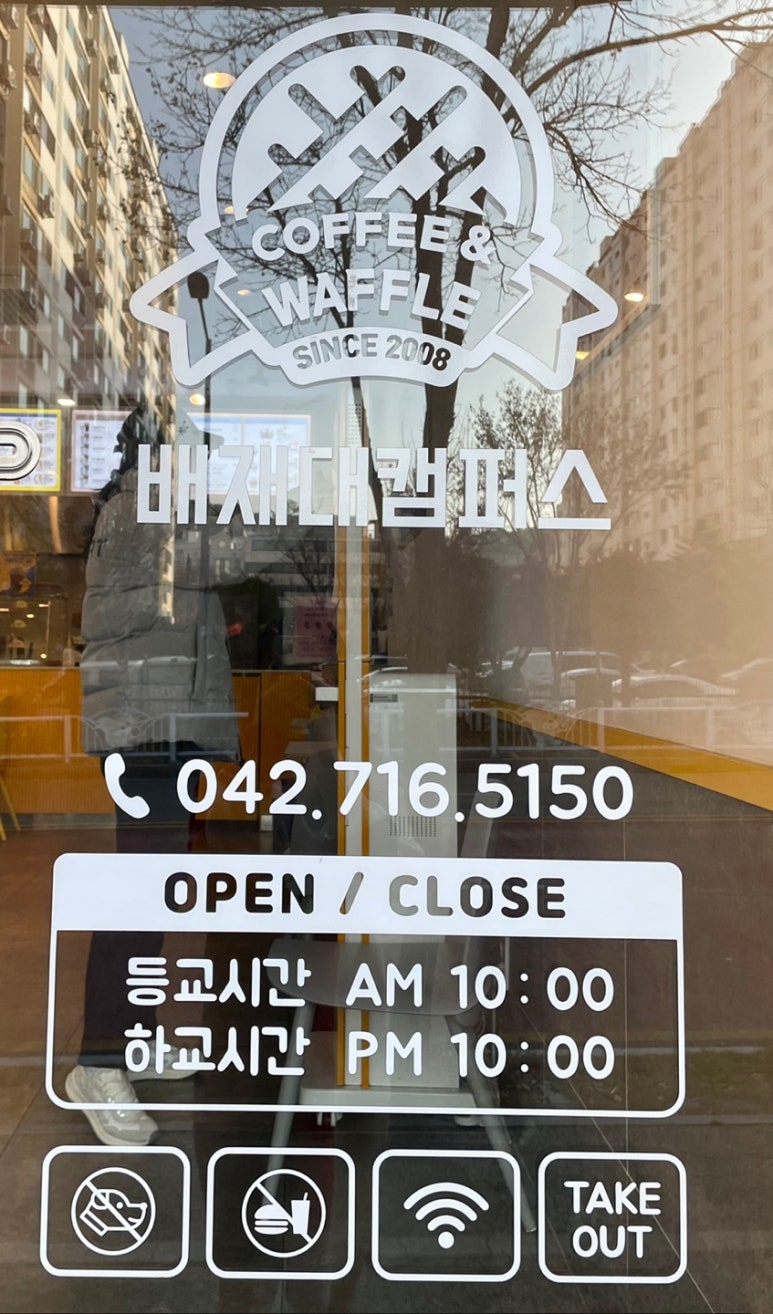 COFFEE &
WAFFLE
SINCE 2008
배재대캠퍼스
042.716.5150
OPEN / CLOSE
등교시간 AM 10:00
하교시간 PM 10:00
TAKE
OUT